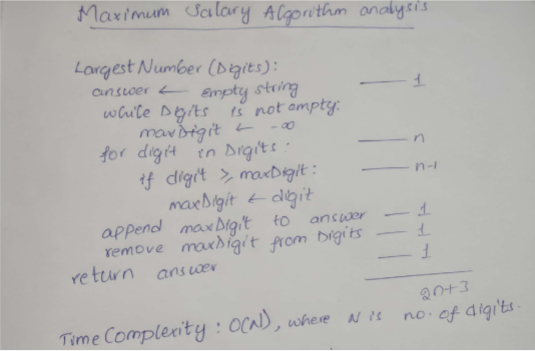 Maximum Salary Algorithm analysis
Largest Number (Digits):
answer ← empty string — 1
while Digits is not empty:
maxDigit ← -∞
for digit in Digits: — n
if digit ≥ maxDigit: — n-1
maxDigit ← digit
append maxDigit to answer — 1
remove maxDigit from Digits — 1
return answer — 1
2n+3
Time Complexity : O(N), where N is no. of digits.